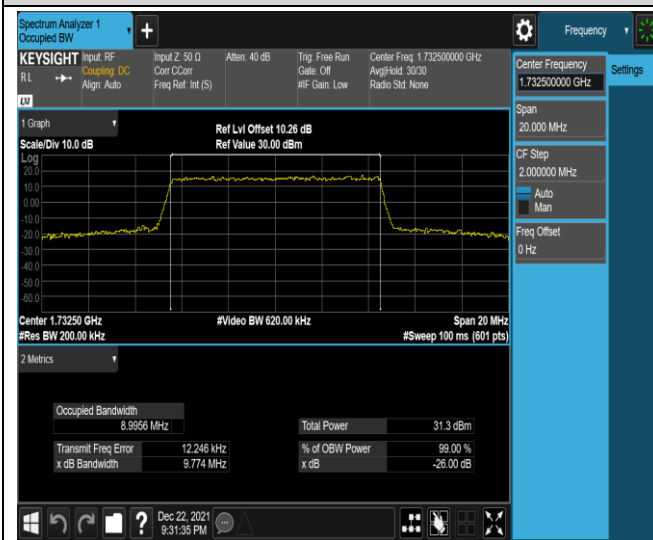 Spectrum Analyzer 1
Occupied BW
+
Frequency
KEYSIGHT
RL
LXI
Input: RF
Coupling: DC
Align: Auto
Input Z: 50 Ω
Corr CCorr
Freq Ref: Int (S)
Atten: 40 dB
Trig: Free Run
Gate: Off
#IF Gain: Low
Center Freq: 1.732500000 GHz
Avg|Hold: 30/30
Radio Std: None
Center Frequency
1.732500000 GHz
Settings
Span
20.000 MHz
CF Step
2.000000 MHz
Auto
Man
Freq Offset
0 Hz
1 Graph
Scale/Div 10.0 dB
Ref Lvl Offset 10.26 dB
Ref Value 30.00 dBm
Log
20.0
10.0
0.00
-10.0
-20.0
-30.0
-40.0
-50.0
-60.0
Center 1.73250 GHz
#Video BW 620.00 kHz
Span 20 MHz
#Res BW 200.00 kHz
#Sweep 100 ms (601 pts)
2 Metrics
Occupied Bandwidth
8.9956 MHz
Total Power 31.3 dBm
Transmit Freq Error 12.246 kHz
% of OBW Power 99.00 %
x dB Bandwidth 9.774 MHz
x dB -26.00 dB
?
Dec 22, 2021
9:31:35 PM